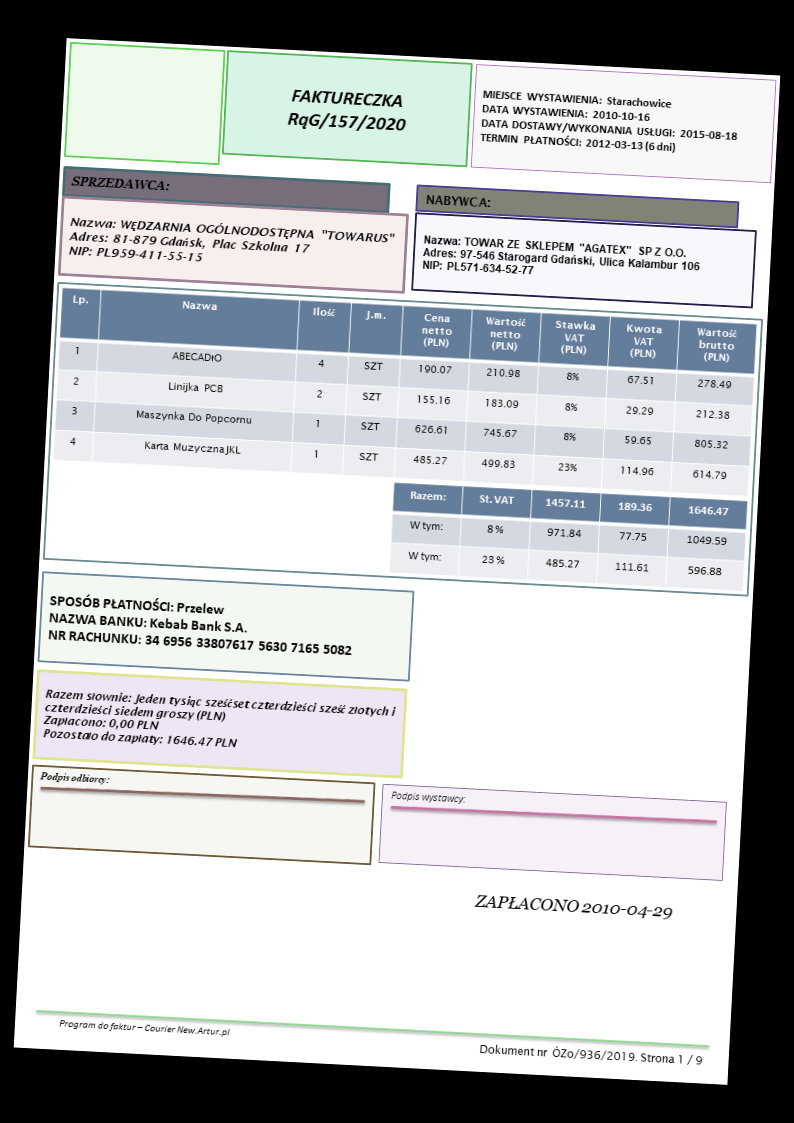 FAKTURECZKA
RqG/157/2020
MIEJSCE WYSTAWIENIA: Starachowice
DATA WYSTAWIENIA: 2010-10-16
DATA DOSTAWY/WYKONANIA USŁUGI: 2015-08-18
TERMIN PŁATNOŚCI: 2012-03-13 (6 dni)
SPRZEDAWCA:
Nazwa: WĘDZARNIA OGÓLNODOSTĘPNA "TOWARUS"
Adres: 81-879 Gdańsk, Plac Szkolna 17
NIP: PL959-411-55-15
NABYWCA:
Nazwa: TOWAR ZE SKLEPEM "AGATEX" SP Z O.O.
Adres: 97-546 Starogard Gdański, Ulica Kalambur 106
NIP: PL571-634-52-77
Lp. Nazwa Ilość J.m. Cena netto (PLN) Wartość netto (PLN) Stawka VAT (PLN) Kwota VAT (PLN) Wartość brutto (PLN)
1 ABECADłO 4 SZT 190.07 210.98 8% 67.51 278.49
2 Linijka PCB 2 SZT 155.16 183.09 8% 29.29 212.38
3 Maszynka Do Popcornu 1 SZT 626.61 745.67 8% 59.65 805.32
4 Karta Muzyczna JKL 1 SZT 485.27 499.83 23% 114.96 614.79
Razem: St. VAT 1457.11 189.36 1646.47
W tym: 8 % 971.84 77.75 1049.59
W tym: 23 % 485.27 111.61 596.88
SPOSÓB PŁATNOŚCI: Przelew
NAZWA BANKU: Kebab Bank S.A.
NR RACHUNKU: 34 6956 33807617 5630 7165 5082
Razem słownie: Jeden tysiąc sześćset czterdzieści sześć złotych i
czterdzieści siedem groszy (PLN)
Zapłacono: 0,00 PLN
Pozostało do zapłaty: 1646.47 PLN
Podpis odbiorcy:
Podpis wystawcy:
ZAPŁACONO 2010-04-29
Program do faktur – Courier New.Artur.pl
Dokument nr ÓZo/936/2019. Strona 1 / 9